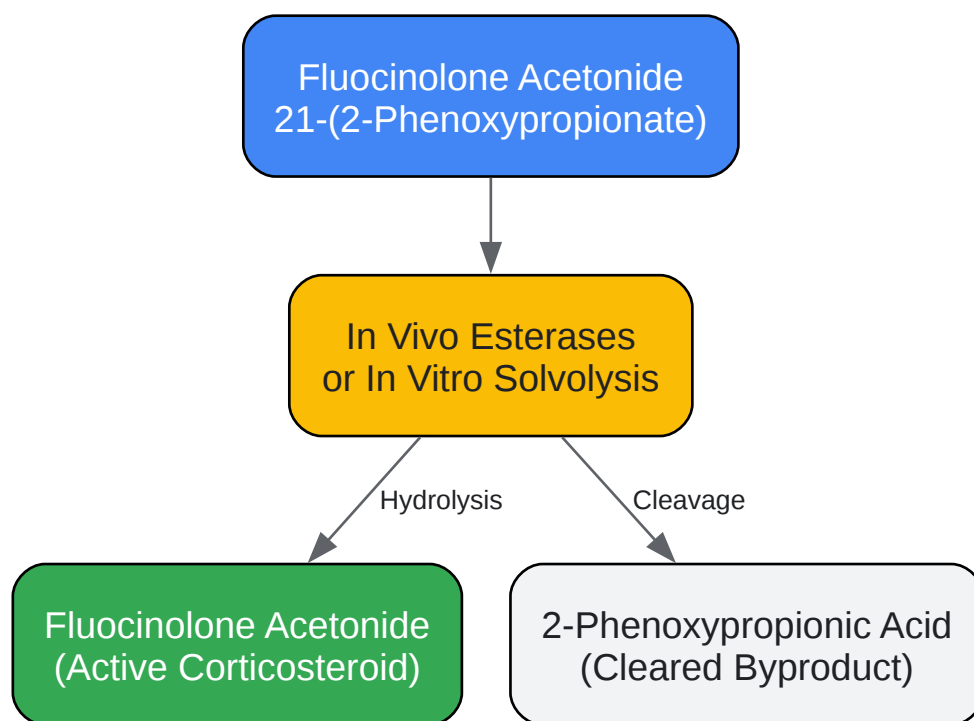 Fluocinolone Acetonide
21-(2-Phenoxypropionate)
In Vivo Esterases
or In Vitro Solvolysis
Hydrolysis
Cleavage
Fluocinolone Acetonide
(Active Corticosteroid)
2-Phenoxypropionic Acid
(Cleared Byproduct)